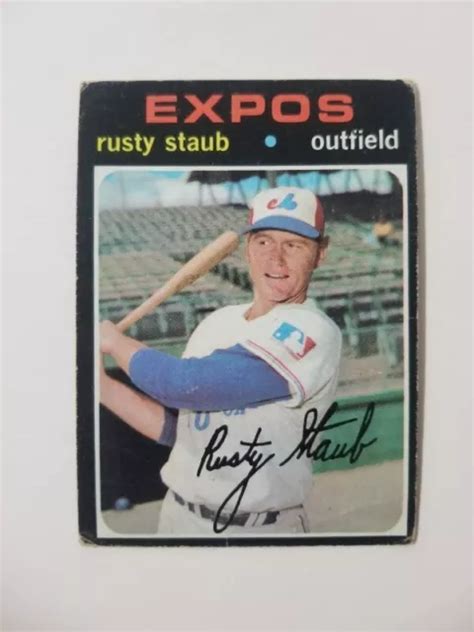 EXPOS
rusty staub • outfield
Rusty Staub